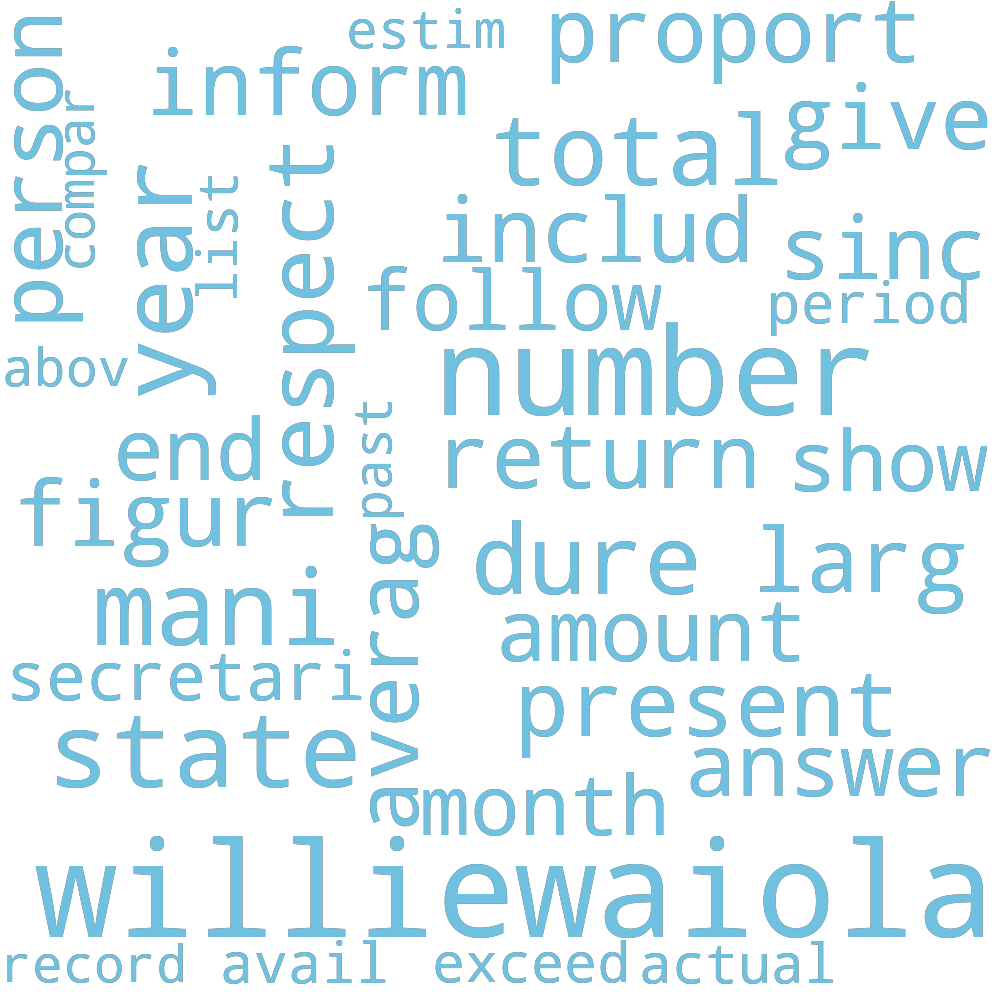 estim
proport
person
inform
compar
give
total
year
list
respect
includ
sinc
follow
period
abov
number
past
end
return
show
figur
averag
dure
larg
mani
amount
secretari
present
state
answer
month
williewaiola
record
avail
exceed
actual